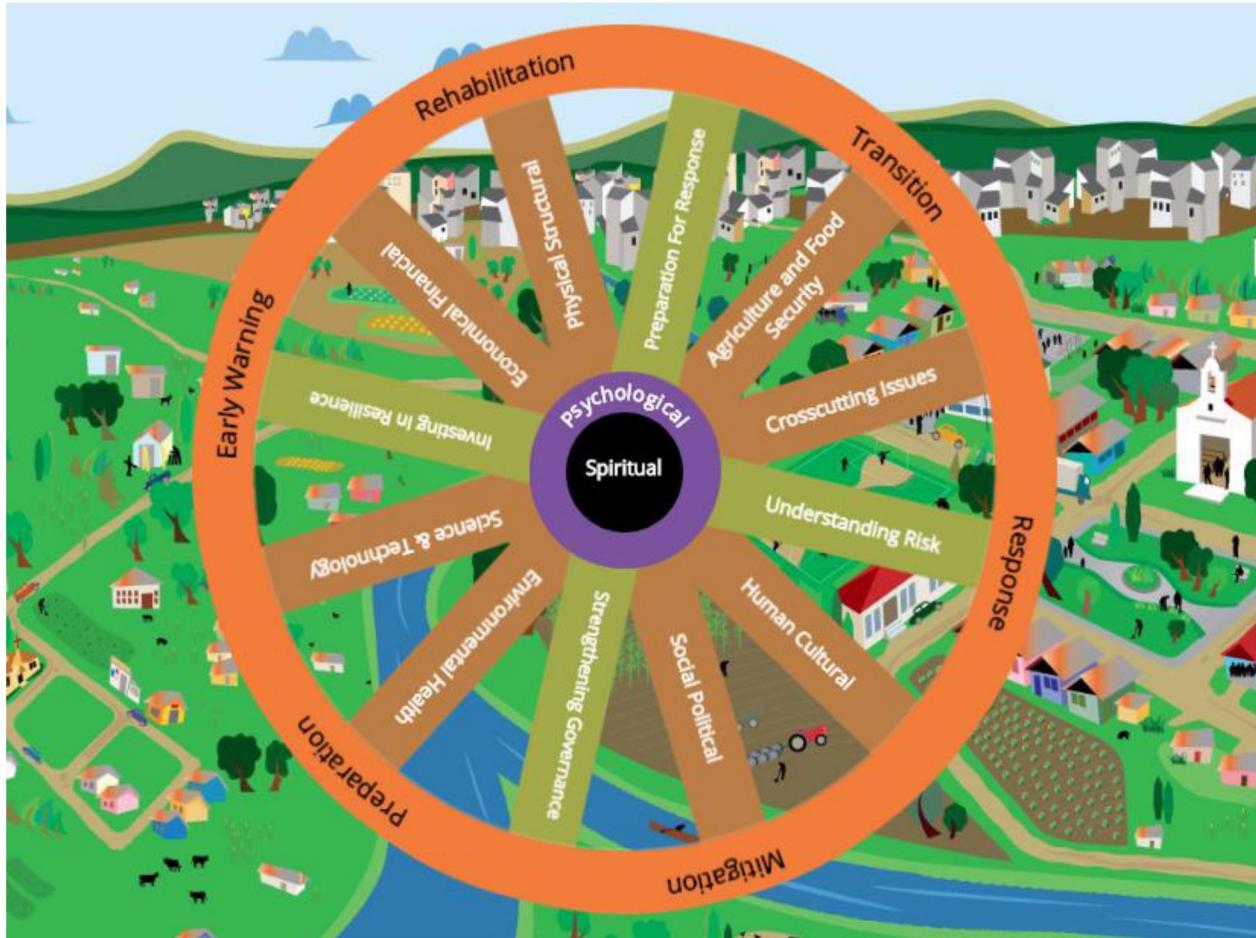 Rehabilitation
Transition
Response
Mitigation
Preparation
Early Warning
Physical Structural
Preparation For Response
Agriculture and Food
Security
Crosscutting Issues
Understanding Risk
Human Cultural
Social Political
Strengthening Governance
Environmental Health
Science & Technology
Investing In Resilience
Economical Financial
Psychological
Spiritual